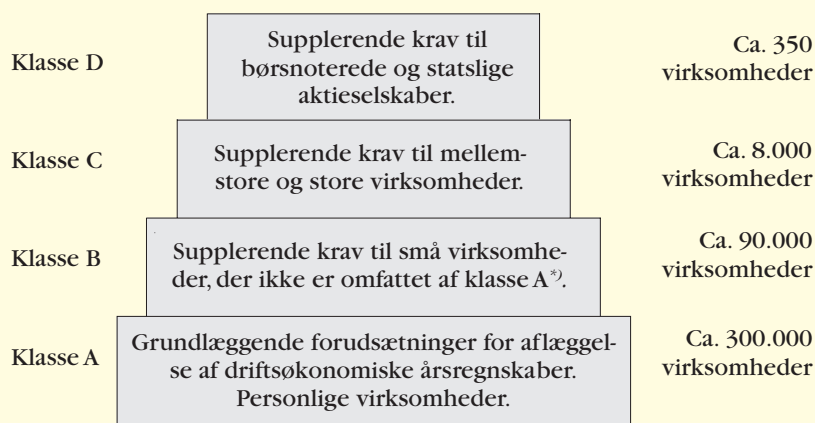 Klasse D
Supplerende krav til
børsnoterede og statslige
aktieselskaber.
Ca. 350
virksomheder
Klasse C
Supplerende krav til mellem-
store og store virksomheder.
Ca. 8.000
virksomheder
Klasse B
Supplerende krav til små virksomhe-
der, der ikke er omfattet af klasse A*).
Ca. 90.000
virksomheder
Klasse A
Grundlæggende forudsætninger for aflæggel-
se af driftsøkonomiske årsregnskaber.
Personlige virksomheder.
Ca. 300.000
virksomheder